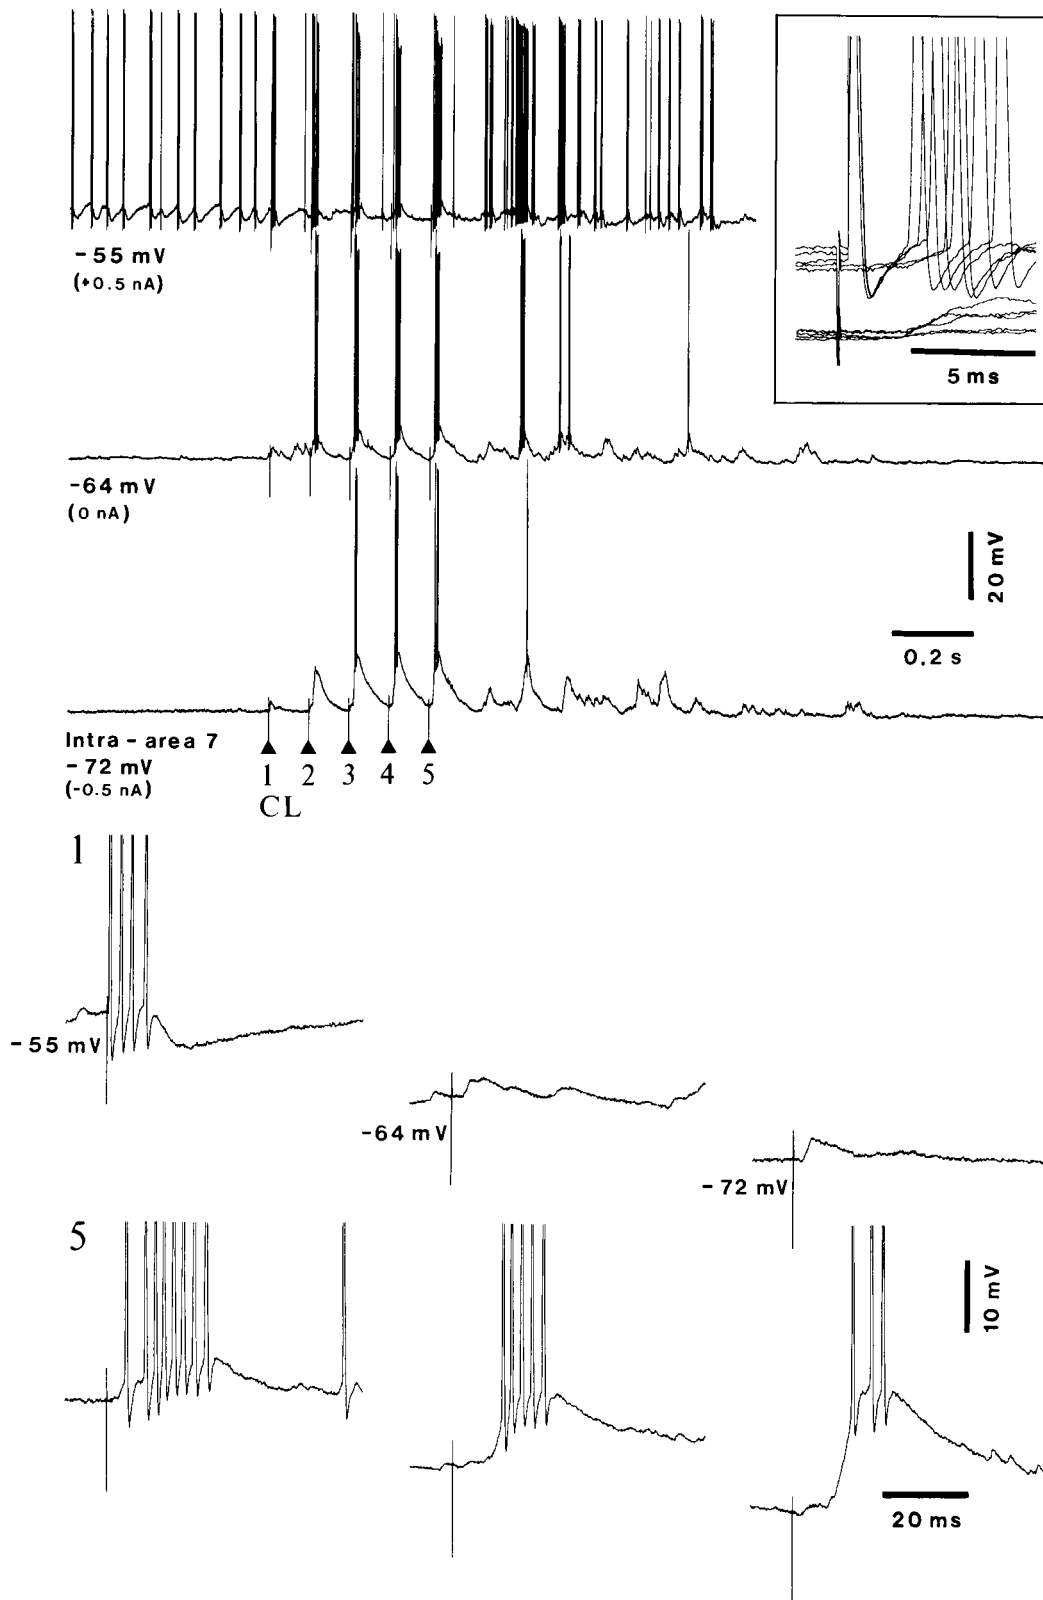 -55 mV
(+0.5 nA)
5 ms
-64 mV
(0 nA)
20 mV
0.2 s
Intra-area 7
-72 mV
(-0.5 nA)
1 2 3 4 5
CL
1
-55 mV
-64 mV
-72 mV
5
10 mV
20 ms